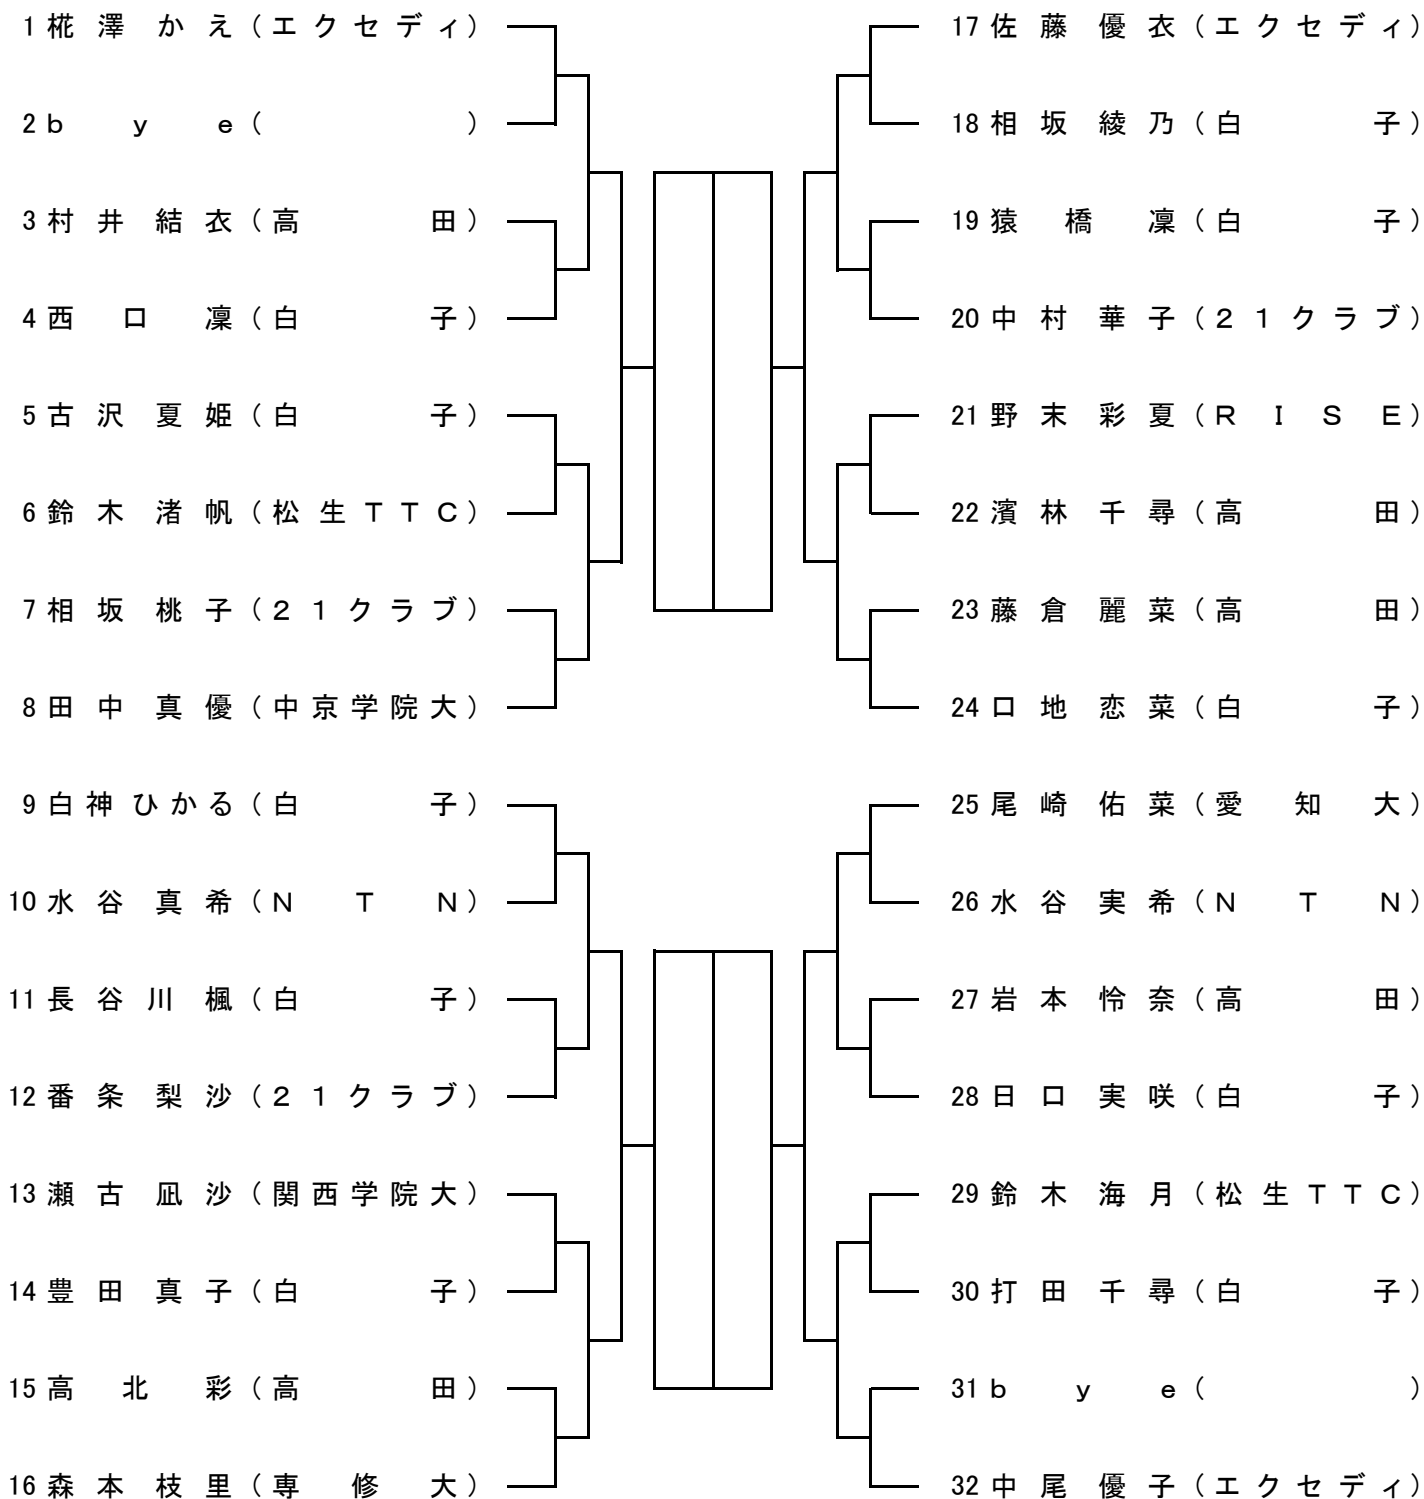 1 椛澤かえ（エクセディ）
2 ｂｙｅ（　）
3 村井結衣（高田）
4 西口凜（白子）
5 古沢夏姫（白子）
6 鈴木渚帆（松生ＴＴＣ）
7 相坂桃子（２１クラブ）
8 田中真優（中京学院大）
9 白神ひかる（白子）
10 水谷真希（ＮＴＮ）
11 長谷川楓（白子）
12 番条梨沙（２１クラブ）
13 瀬古凪沙（関西学院大）
14 豊田真子（白子）
15 高北彩（高田）
16 森本枝里（専修大）
17 佐藤優衣（エクセディ）
18 相坂綾乃（白子）
19 猿橋凜（白子）
20 中村華子（２１クラブ）
21 野末彩夏（ＲＩＳＥ）
22 濱林千尋（高田）
23 藤倉麗菜（高田）
24 口地恋菜（白子）
25 尾崎佑菜（愛知大）
26 水谷実希（ＮＴＮ）
27 岩本怜奈（高田）
28 日口実咲（白子）
29 鈴木海月（松生ＴＴＣ）
30 打田千尋（白子）
31 ｂｙｅ（　）
32 中尾優子（エクセディ）